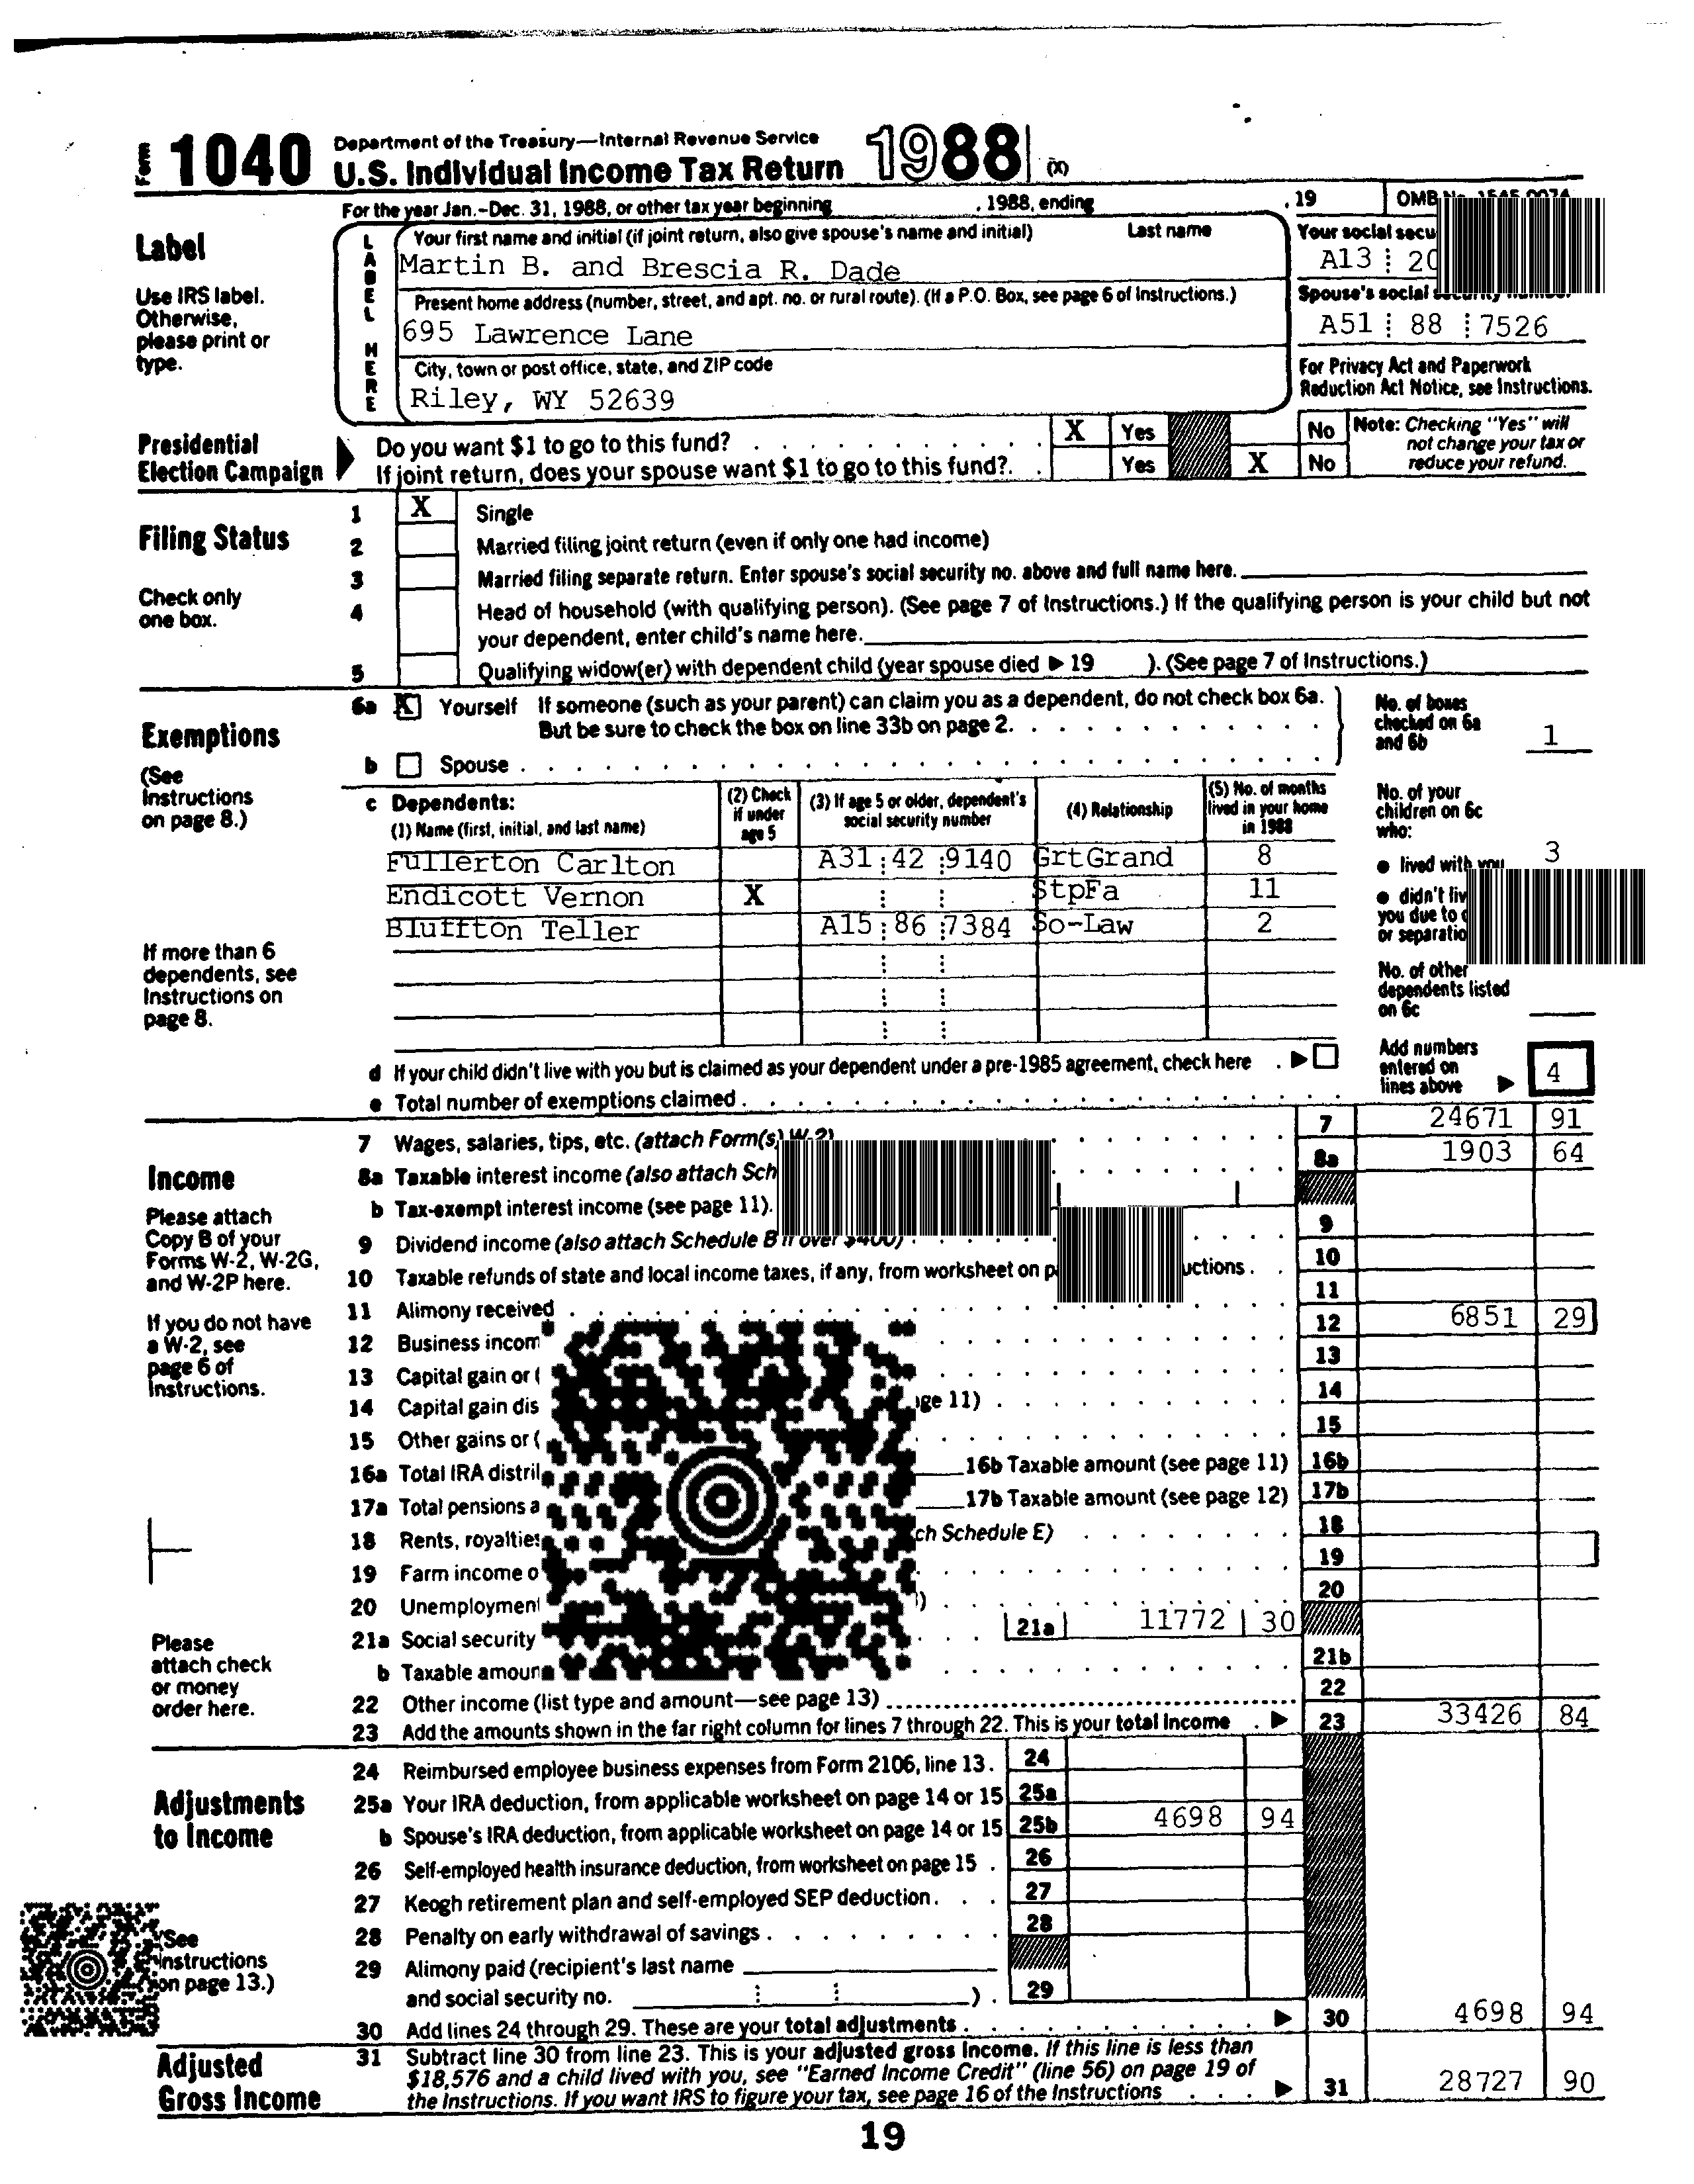 Form 1040 Department of the Treasury—Internal Revenue Service
U.S. Individual Income Tax Return 1988 (X)
For the year Jan.-Dec. 31, 1988, or other tax year beginning , 1988, ending , 19 OMB No. 1545-0074
Label
Use IRS label.
Otherwise,
please print or
type.
LABEL HERE
Your first name and initial (if joint return, also give spouse's name and initial) Last name
Martin B. and Brescia R. Dade
Your social secu
A13 20
Present home address (number, street, and apt. no. or rural route). (If a P.O. Box, see page 6 of Instructions.)
695 Lawrence Lane
Spouse's social security number
A51 88 7526
City, town or post office, state, and ZIP code
Riley, WY 52639
For Privacy Act and Paperwork
Reduction Act Notice, see Instructions.
Presidential
Election Campaign
Do you want $1 to go to this fund? X Yes No
If joint return, does your spouse want $1 to go to this fund? Yes X No
Note: Checking "Yes" will
not change your tax or
reduce your refund.
Filing Status
Check only
one box.
1 X Single
2 Married filing joint return (even if only one had income)
3 Married filing separate return. Enter spouse's social security no. above and full name here.
4 Head of household (with qualifying person). (See page 7 of Instructions.) If the qualifying person is your child but not
your dependent, enter child's name here.
5 Qualifying widow(er) with dependent child (year spouse died ▶ 19 ). (See page 7 of Instructions.)
Exemptions
(See
Instructions
on page 8.)
6a X Yourself If someone (such as your parent) can claim you as a dependent, do not check box 6a.
But be sure to check the box on line 33b on page 2.
b Spouse
No. of boxes
checked on 6a
and 6b 1
c Dependents:
(1) Name (first, initial, and last name)
(2) Check
if under
age 5
(3) If age 5 or older, dependent's
social security number
(4) Relationship
(5) No. of months
lived in your home
in 1988
Fullerton Carlton A31 42 9140 GrtGrand 8
Endicott Vernon X StpFa 11
Bluffton Teller A15 86 7384 So-Law 2
No. of your
children on 6c
who:
● lived with you 3
● didn't liv
you due to
or separatio
No. of other
dependents listed
on 6c
If more than 6
dependents, see
Instructions on
page 8.
d If your child didn't live with you but is claimed as your dependent under a pre-1985 agreement, check here ▶
e Total number of exemptions claimed
Add numbers
entered on
lines above ▶ 4
Income
Please attach
Copy B of your
Forms W-2, W-2G,
and W-2P here.
If you do not have
a W-2, see
page 6 of
Instructions.
Please
attach check
or money
order here.
7 Wages, salaries, tips, etc. (attach Form(s) W-2) 7 24671 91
8a Taxable interest income (also attach Sch 8a 1903 64
b Tax-exempt interest income (see page 11).
9 Dividend income (also attach Schedule B if over $400) 9
10 Taxable refunds of state and local income taxes, if any, from worksheet on p uctions. 10
11 Alimony received 11
12 Business incom 12 6851 29
13 Capital gain or ( 13
14 Capital gain dis ge 11) 14
15 Other gains or ( 15
16a Total IRA distri 16b Taxable amount (see page 11) 16b
17a Total pensions a 17b Taxable amount (see page 12) 17b
18 Rents, royalties ch Schedule E) 18
19 Farm income o 19
20 Unemployment ) 20
21a Social security 21a 11772 30
b Taxable amoun 21b
22 Other income (list type and amount—see page 13) 22
23 Add the amounts shown in the far right column for lines 7 through 22. This is your total income ▶ 23 33426 84
Adjustments
to Income
(See
Instructions
on page 13.)
24 Reimbursed employee business expenses from Form 2106, line 13. 24
25a Your IRA deduction, from applicable worksheet on page 14 or 15 25a
b Spouse's IRA deduction, from applicable worksheet on page 14 or 15 25b 4698 94
26 Self-employed health insurance deduction, from worksheet on page 15 26
27 Keogh retirement plan and self-employed SEP deduction 27
28 Penalty on early withdrawal of savings 28
29 Alimony paid (recipient's last name
and social security no. ) 29
30 Add lines 24 through 29. These are your total adjustments ▶ 30 4698 94
Adjusted
Gross Income
31 Subtract line 30 from line 23. This is your adjusted gross income. If this line is less than
$18,576 and a child lived with you, see "Earned Income Credit" (line 56) on page 19 of
the Instructions. If you want IRS to figure your tax, see page 16 of the Instructions ▶ 31 28727 90
19